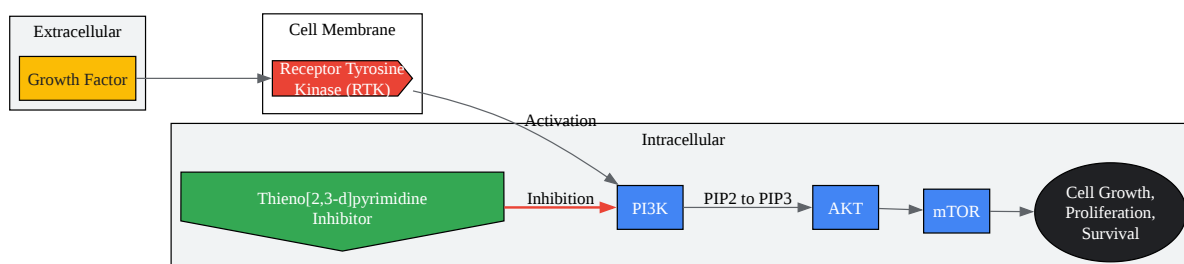 Extracellular
Growth Factor
Cell Membrane
Receptor Tyrosine
Kinase (RTK)
Activation
Intracellular
Thieno[2,3-d]pyrimidine
Inhibitor
Inhibition
PI3K
PIP2 to PIP3
AKT
mTOR
Cell Growth,
Proliferation,
Survival